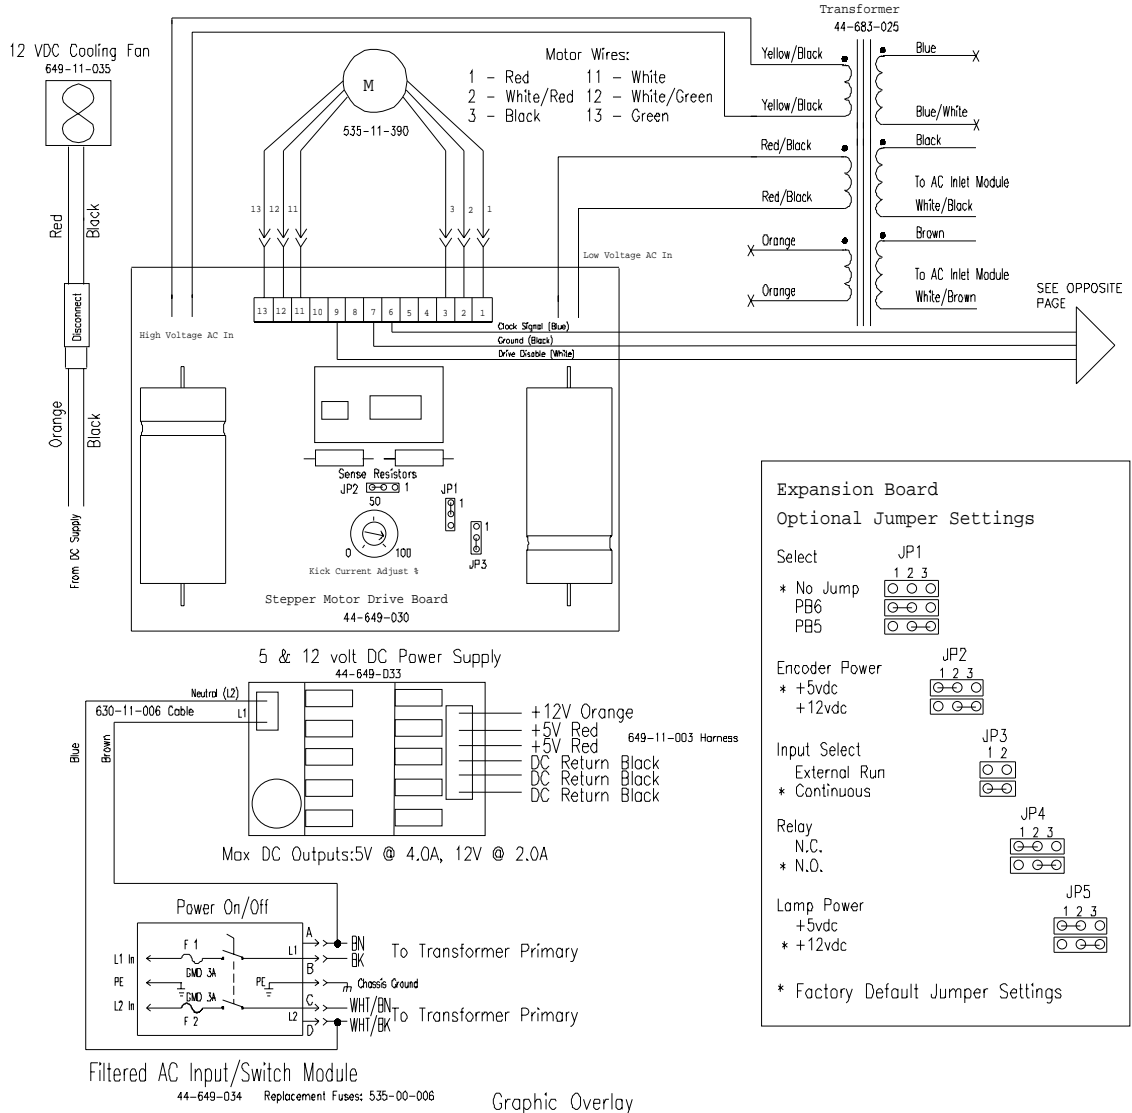 Transformer
44-683-025
12 VDC Cooling Fan
649-11-035
Red
Black
Disconnect
Orange
Black
From DC Supply
M
535-11-390
Motor Wires:
1 - Red 11 - White
2 - White/Red 12 - White/Green
3 - Black 13 - Green
Yellow/Black
Yellow/Black
Red/Black
Red/Black
Orange
Orange
Blue
Blue/White
Black
To AC Inlet Module
White/Black
Brown
To AC Inlet Module
White/Brown
13 12 11 3 2 1
Low Voltage AC In
SEE OPPOSITE
PAGE
13 12 11 10 9 8 7 6 5 4 3 2 1
High Voltage AC In
Clock Signal (Blue)
Ground (Black)
Drive Disable (White)
Sense Resistors
JP2 1
JP1
1
1
JP3
50
0 100
Kick Current Adjust %
Stepper Motor Drive Board
44-649-030
5 & 12 volt DC Power Supply
44-649-033
Neutral (L2)
630-11-006 Cable L1
Blue
Brown
+12V Orange
+5V Red
+5V Red
DC Return Black
DC Return Black
DC Return Black
649-11-003 Harness
Max DC Outputs:5V @ 4.0A, 12V @ 2.0A
Power On/Off
L1 In
PE
L2 In
F 1
GMD 3A
GMD 3A
F 2
PE
L1
L2
A
B
C
D
BN
BK
To Transformer Primary
Chassis Ground
WHT/BN
WHT/BK
To Transformer Primary
Filtered AC Input/Switch Module
44-649-034 Replacement Fuses: 535-00-006
Graphic Overlay
Expansion Board
Optional Jumper Settings
Select
JP1
1 2 3
* No Jump
PB6
PB5
Encoder Power
JP2
1 2 3
* +5vdc
+12vdc
Input Select
JP3
1 2
External Run
* Continuous
Relay
JP4
1 2 3
N.C.
* N.O.
Lamp Power
JP5
1 2 3
+5vdc
* +12vdc
* Factory Default Jumper Settings